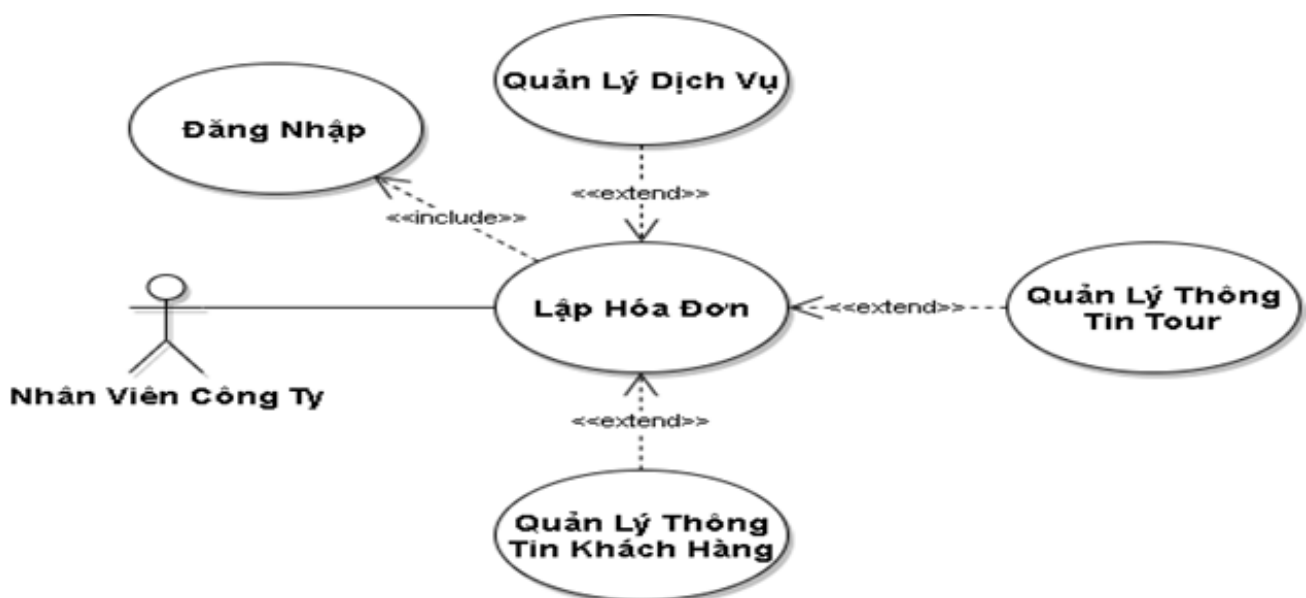 Quản Lý Dịch Vụ
Đăng Nhập
<<extend>>
<<include>>
Lập Hóa Đơn
<<extend>>
Quản Lý Thông
Tin Tour
Nhân Viên Công Ty
<<extend>>
Quản Lý Thông
Tin Khách Hàng